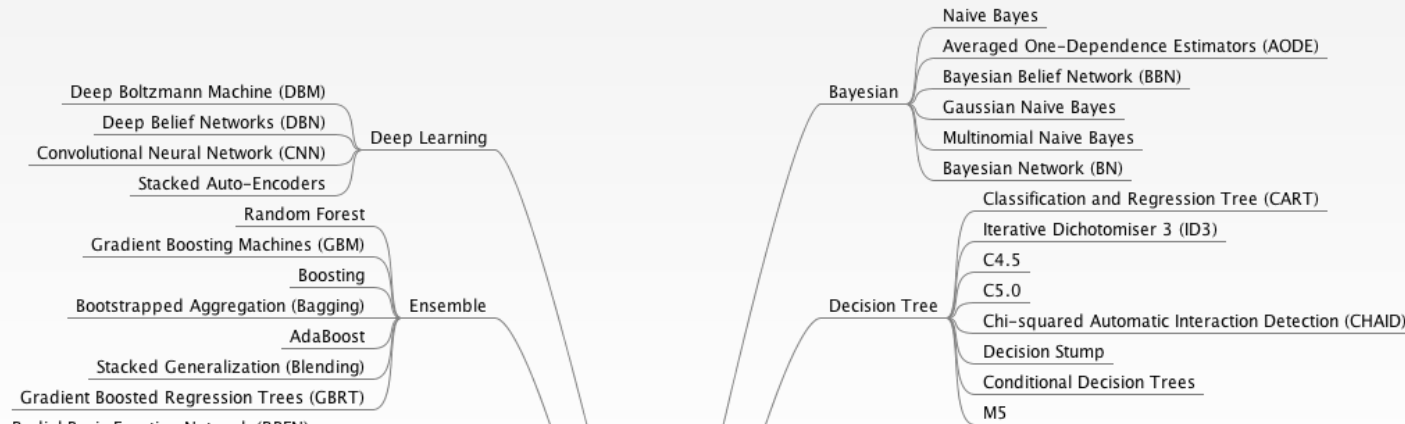 Deep Learning
Deep Boltzmann Machine (DBM)
Deep Belief Networks (DBN)
Convolutional Neural Network (CNN)
Stacked Auto-Encoders
Ensemble
Random Forest
Gradient Boosting Machines (GBM)
Boosting
Bootstrapped Aggregation (Bagging)
AdaBoost
Stacked Generalization (Blending)
Gradient Boosted Regression Trees (GBRT)
Bayesian
Naive Bayes
Averaged One-Dependence Estimators (AODE)
Bayesian Belief Network (BBN)
Gaussian Naive Bayes
Multinomial Naive Bayes
Bayesian Network (BN)
Decision Tree
Classification and Regression Tree (CART)
Iterative Dichotomiser 3 (ID3)
C4.5
C5.0
Chi-squared Automatic Interaction Detection (CHAID)
Decision Stump
Conditional Decision Trees
M5